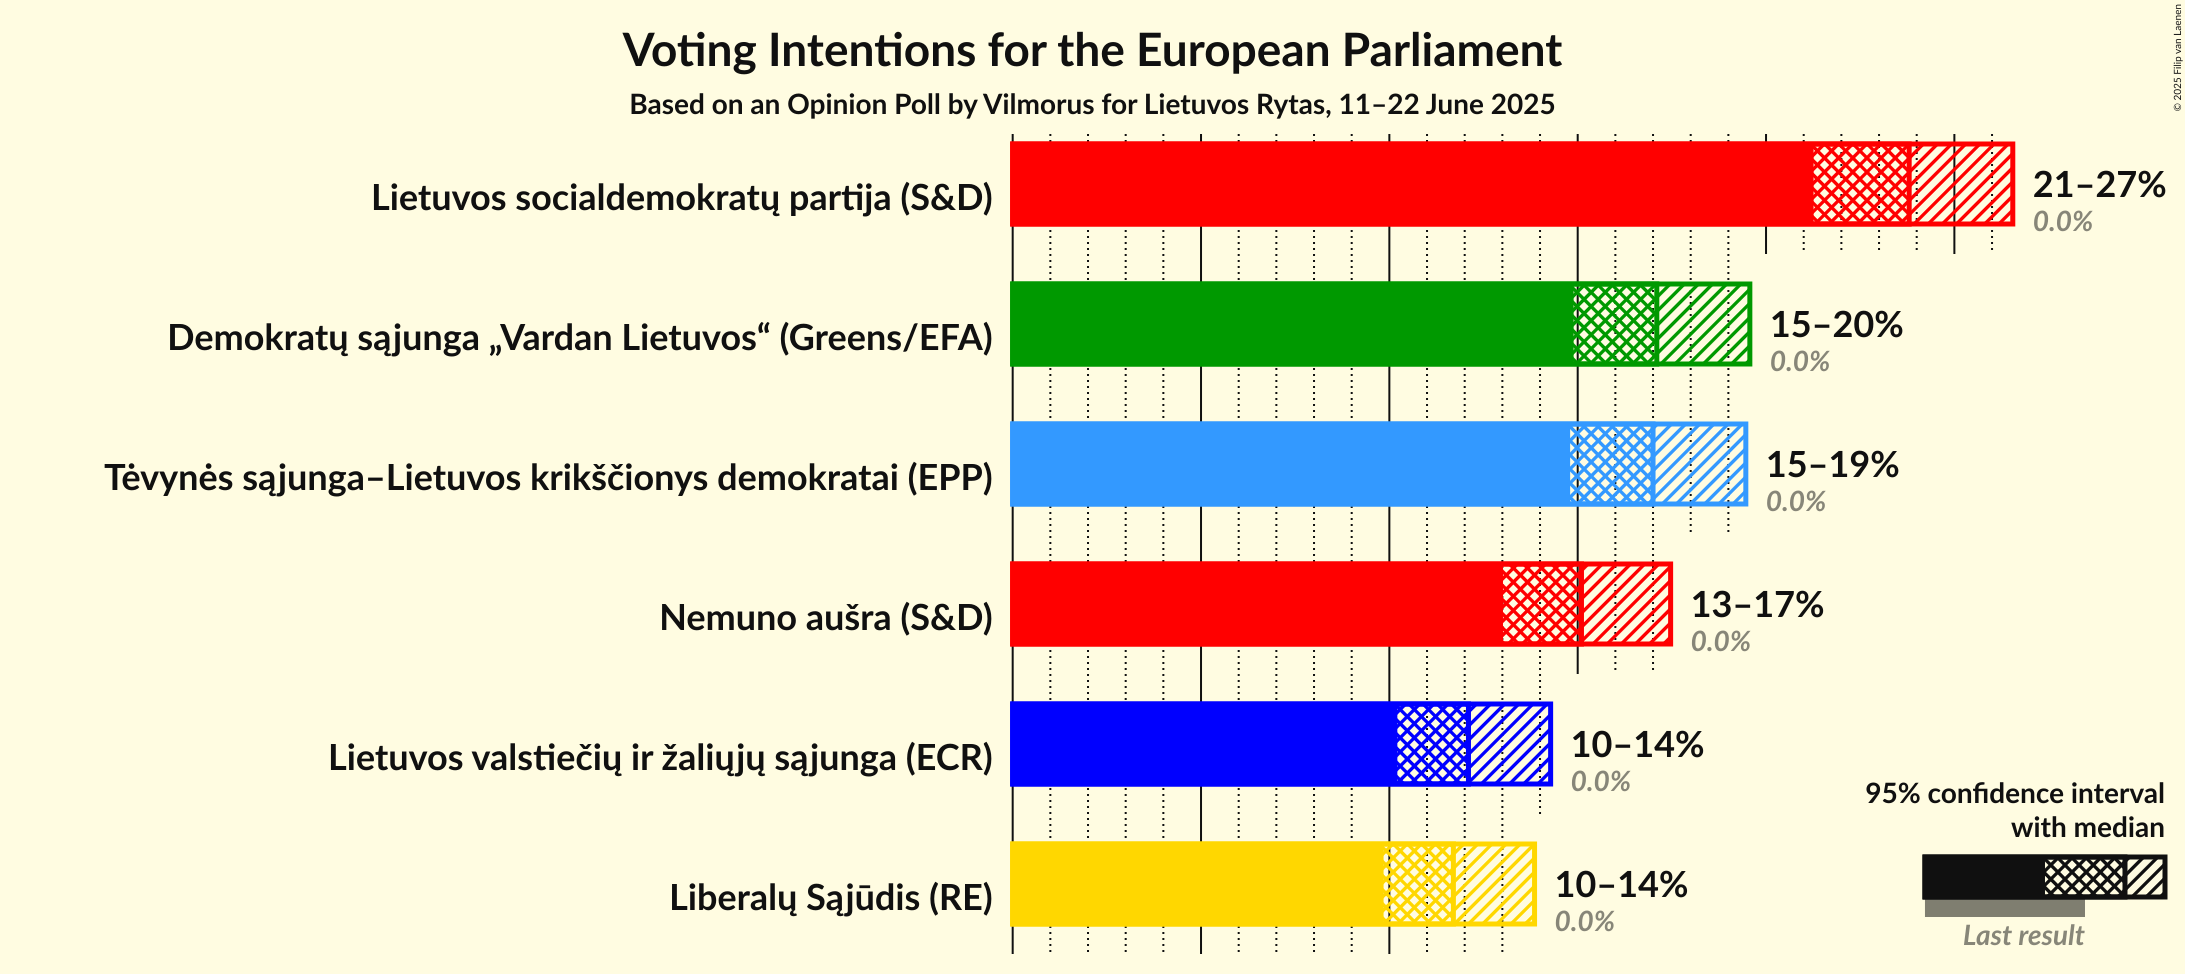 Voting Intentions for the European Parliament
Based on an Opinion Poll by Vilmorus for Lietuvos Rytas, 11–22 June 2025
© 2025 Filip van Laenen
Lietuvos socialdemokratų partija (S&D)
21–27%
0.0%
Demokratų sąjunga „Vardan Lietuvos“ (Greens/EFA)
15–20%
0.0%
Tėvynės sąjunga–Lietuvos krikščionys demokratai (EPP)
15–19%
0.0%
Nemuno aušra (S&D)
13–17%
0.0%
Lietuvos valstiečių ir žaliųjų sąjunga (ECR)
10–14%
0.0%
Liberalų Sąjūdis (RE)
10–14%
0.0%
95% confidence interval
with median
Last result